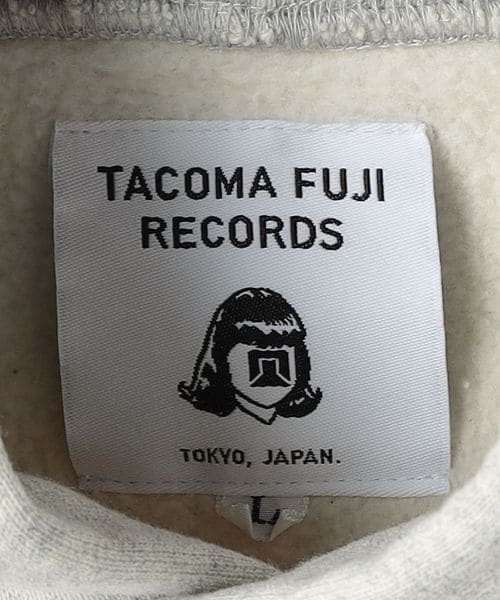 TACOMA FUJI
RECORDS
TOKYO, JAPAN.
L